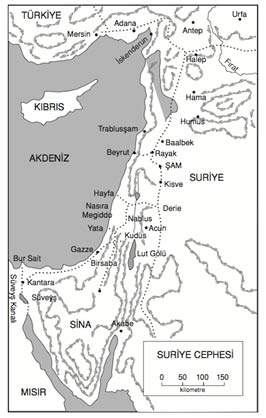 TÜRKİYE
Adana
Mersin
Antep
Urfa
İskenderun
Halep
Fırat
KIBRIS
Hama
Humus
Trablusşam
AKDENİZ
Baalbek
Beyrut
Rayak
ŞAM
SURİYE
Kisve
Hayfa
Nasıra
Megiddo
Derie
Nablus
Yata
Acun
Kudüs
Gazze
Lut Gölü
Bur Sait
Birsaba
Kantara
Süveyş Kanalı
Süveyş
SİNA
Akabe
MISIR
SURİYE CEPHESİ
0 50 100 150
kilometre